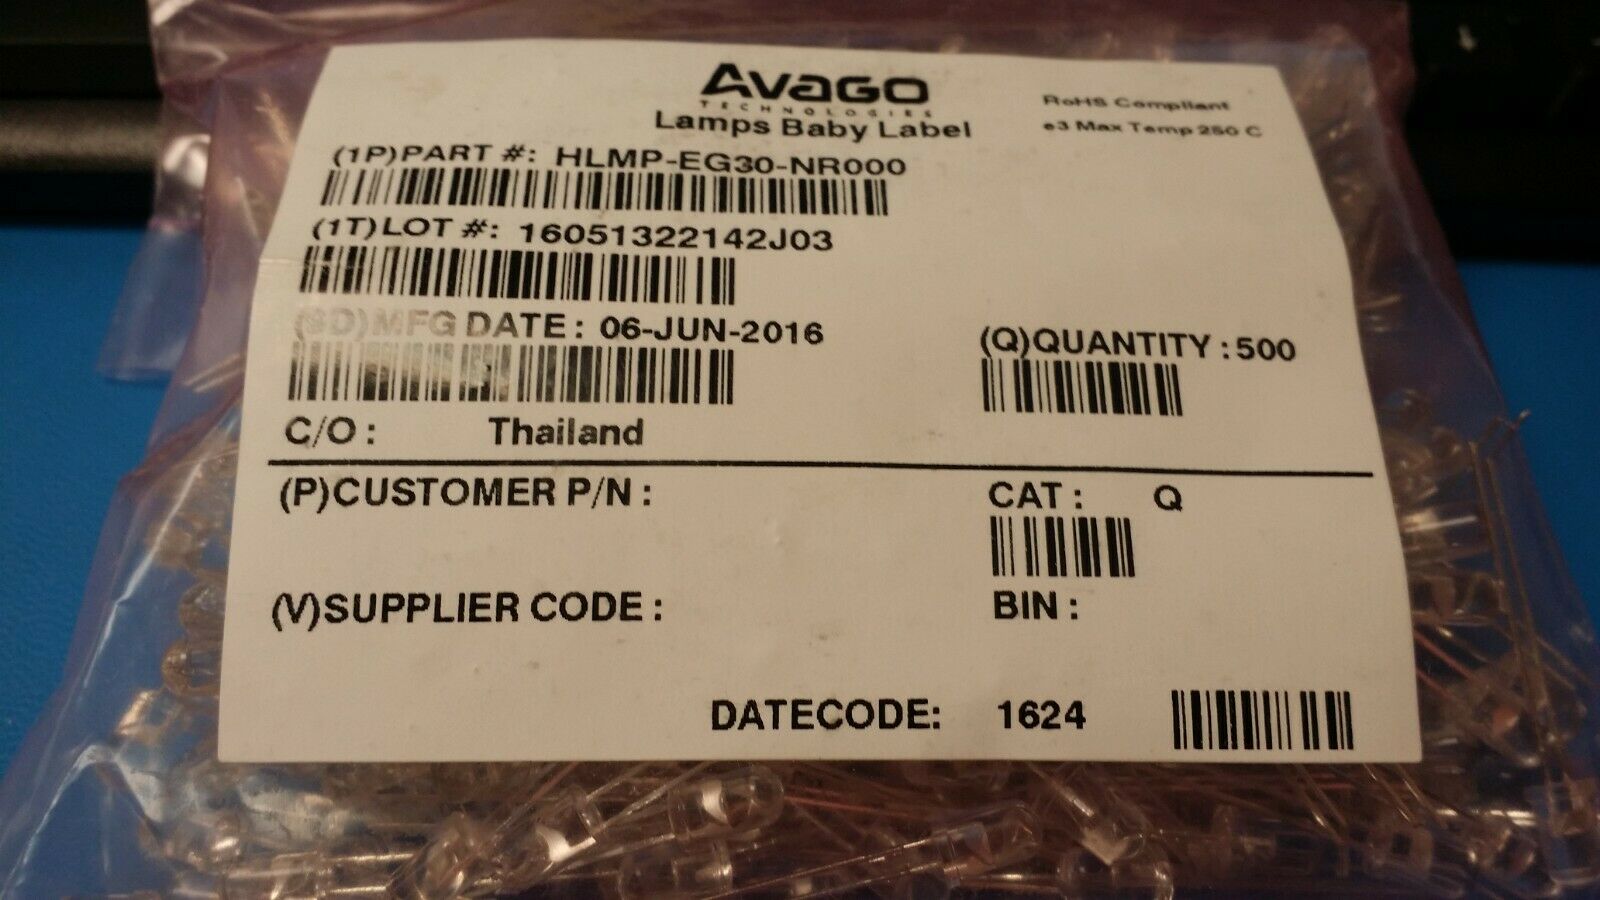 AVAGO
TECHNOLOGIES
Lamps Baby Label
RoHS Compliant
e3 Max Temp 250 C
(1P)PART #: HLMP-EG30-NR000
(1T)LOT #: 16051322142J03
(9D)MFG DATE: 06-JUN-2016
(Q)QUANTITY :500
C/O : Thailand
(P)CUSTOMER P/N :
CAT : Q
(V)SUPPLIER CODE :
BIN :
DATECODE: 1624